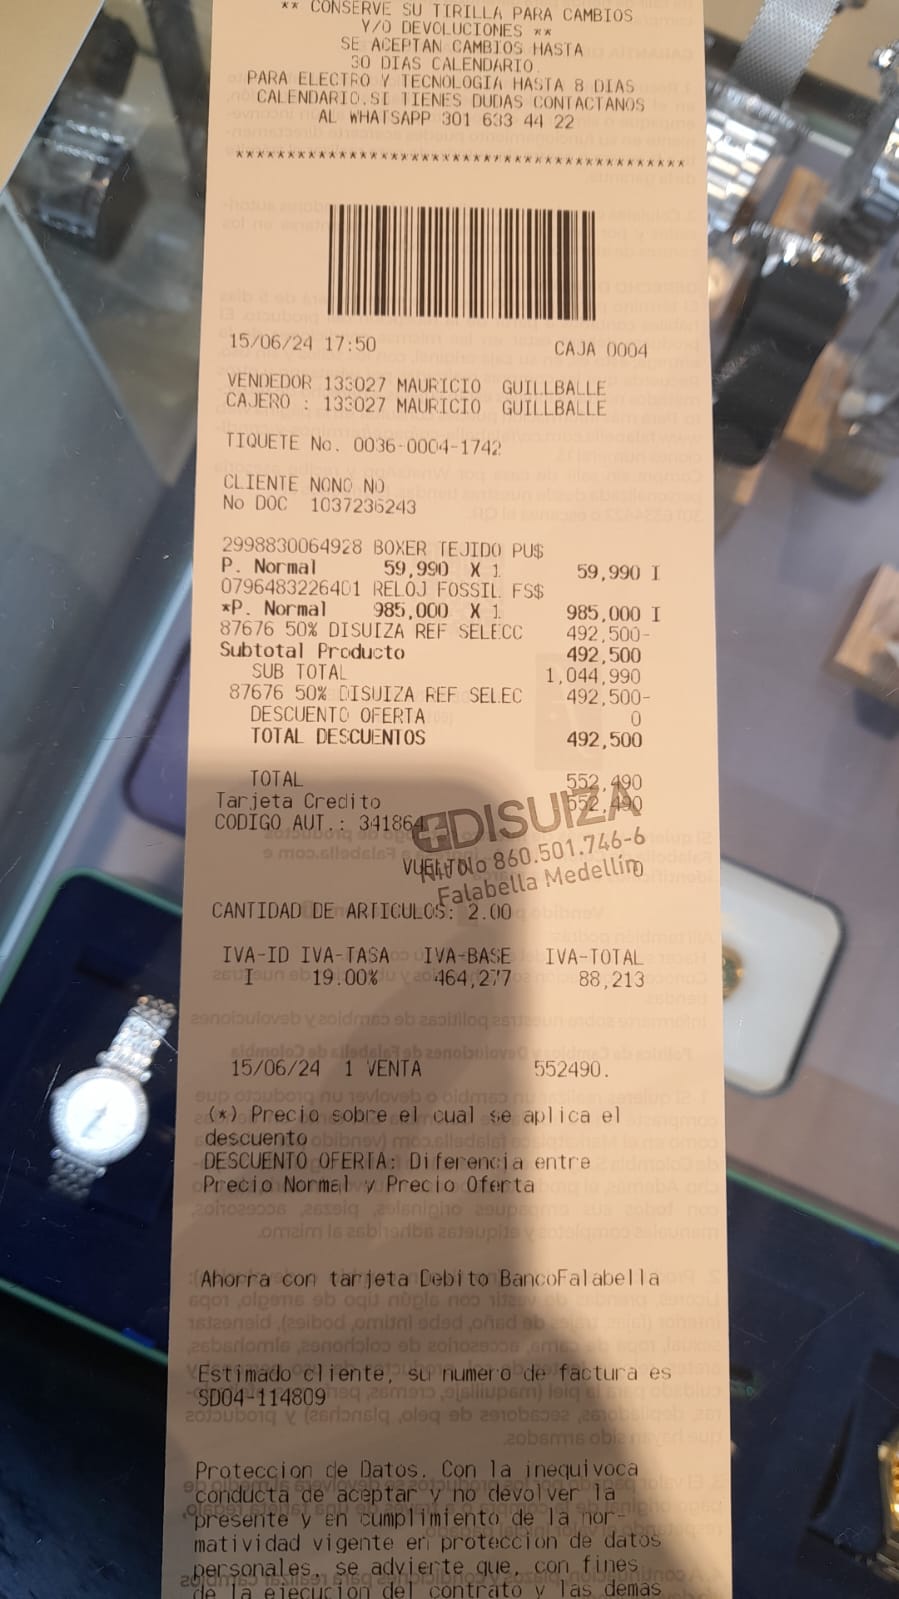 ** CONSERVE SU TIRILLA PARA CAMBIOS
Y/O DEVOLUCIONES **
SE ACEPTAN CAMBIOS HASTA
30 DIAS CALENDARIO.
PARA ELECTRO Y TECNOLOGIA HASTA 8 DIAS
CALENDARIO.SI TIENES DUDAS CONTACTANOS
AL WHATSAPP 301 633 44 22
******************************************
15/06/24 17:50 CAJA 0004
VENDEDOR 133027 MAURICIO GUILLBALLE
CAJERO : 133027 MAURICIO GUILLBALLE
TIQUETE No. 0036-0004-1742
CLIENTE NONO NO
No DOC 1037236243
2998830064928 BOXER TEJIDO PU$
P. Normal 59,990 X 1 59,990 I
0796483226401 RELOJ FOSSIL FS$
*P. Normal 985,000 X 1 985,000 I
87676 50% DISUIZA REF SELECC 492,500-
Subtotal Producto 492,500
SUB TOTAL 1,044,990
87676 50% DISUIZA REF SELEC 492,500-
DESCUENTO OFERTA 0
TOTAL DESCUENTOS 492,500
TOTAL 552,490
Tarjeta Credito 552,490
CODIGO AUT.: 341864
DISUIZA
VUELTO 0
860.501.746-6
Falabella Medellín
CANTIDAD DE ARTICULOS: 2.00
IVA-ID IVA-TASA IVA-BASE IVA-TOTAL
I 19.00% 464,277 88,213
15/06/24 1 VENTA 552490.
(*) Precio sobre el cual se aplica el
descuento
DESCUENTO OFERTA: Diferencia entre
Precio Normal y Precio Oferta
Ahorra con tarjeta Debito BancoFalabella
Estimado cliente, su numero de factura es
SD04-114809
Proteccion de Datos. Con la inequivoca
conducta de aceptar y no devolver la
presente y en cumplimiento de la nor-
matividad vigente en proteccion de datos
personales, se advierte que, con fines
de la ejecucion del contrato y las demas